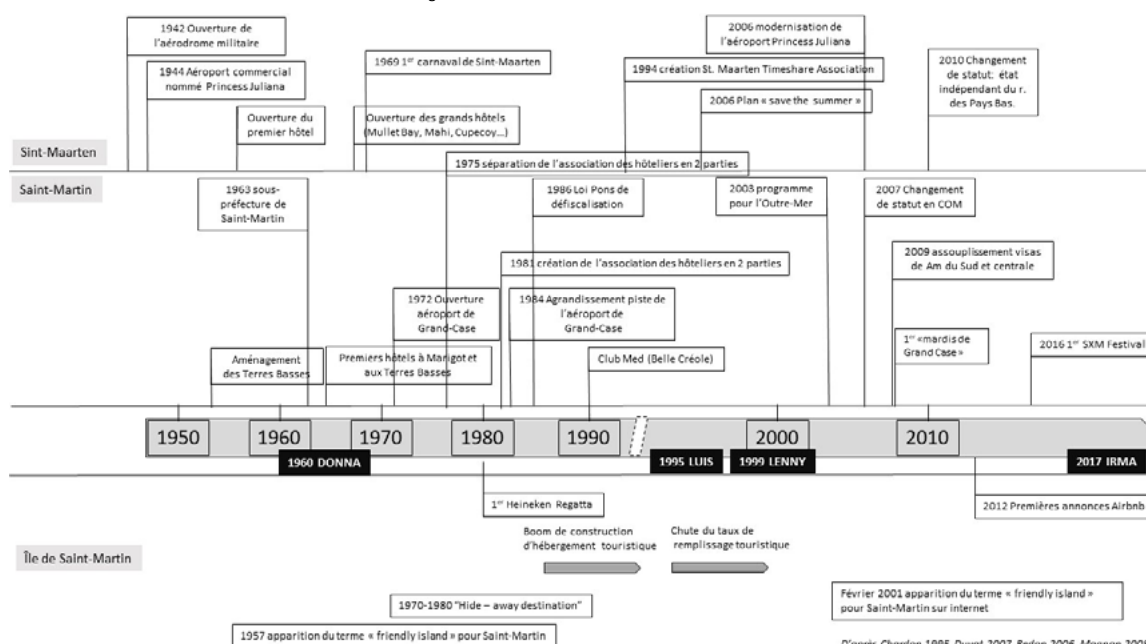 1942 Ouverture de
l'aérodrome militaire
1944 Aéroport commercial
nommé Princess Juliana
Ouverture du
premier hôtel
1969 1er carnaval de Sint-Maarten
Ouverture des grands hôtels
(Mullet Bay, Mahi, Cupecoy...)
2006 modernisation de
l'aéroport Princess Juliana
1994 création St. Maarten Timeshare Association
2006 Plan « save the summer »
2010 Changement
de statut: état
indépendant du r.
des Pays Bas.
Sint-Maarten
1975 séparation de l'association des hôteliers en 2 parties
Saint-Martin
1963 sous-
préfecture de
Saint-Martin
1986 Loi Pons de
défiscalisation
2003 programme
pour l'Outre-Mer
2007 Changement
de statut en COM
1981 création de l'association des hôteliers en 2 parties
2009 assouplissement visas
de Am du Sud et centrale
1972 Ouverture
aéroport de
Grand-Case
1984 Agrandissement piste de
l'aéroport de
Grand-Case
Aménagement
des Terres Basses
Premiers hôtels à Marigot et
aux Terres Basses
Club Med (Belle Créole)
1er «mardis de
Grand Case »
2016 1er SXM Festival
1950
1960
1970
1980
1990
2000
2010
1960 DONNA
1995 LUIS
1999 LENNY
2017 IRMA
1er Heineken Regatta
2012 Premières annonces Airbnb
Boom de construction
d'hébergement touristique
Chute du taux de
remplissage touristique
Île de Saint-Martin
1970-1980 "Hide – away destination"
Février 2001 apparition du terme « friendly island »
pour Saint-Martin sur internet
1957 apparition du terme « friendly island » pour Saint-Martin
D'après Chardon 1995, Duvat 2007, Redon 2006,